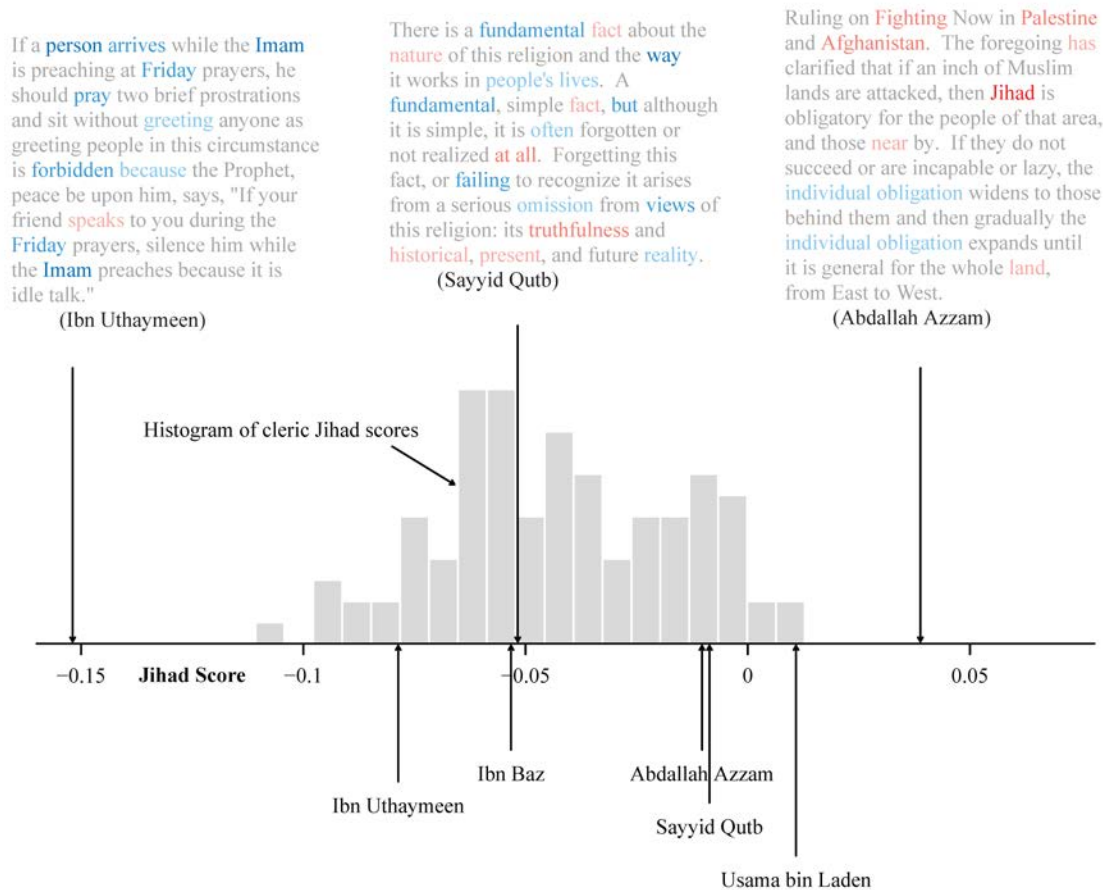 If a person arrives while the Imam
is preaching at Friday prayers, he
should pray two brief prostrations
and sit without greeting anyone as
greeting people in this circumstance
is forbidden because the Prophet,
peace be upon him, says, "If your
friend speaks to you during the
Friday prayers, silence him while
the Imam preaches because it is
idle talk."
(Ibn Uthaymeen)
There is a fundamental fact about the
nature of this religion and the way
it works in people's lives. A
fundamental, simple fact, but although
it is simple, it is often forgotten or
not realized at all. Forgetting this
fact, or failing to recognize it arises
from a serious omission from views of
this religion: its truthfulness and
historical, present, and future reality.
(Sayyid Qutb)
Ruling on Fighting Now in Palestine
and Afghanistan. The foregoing has
clarified that if an inch of Muslim
lands are attacked, then Jihad is
obligatory for the people of that area,
and those near by. If they do not
succeed or are incapable or lazy, the
individual obligation widens to those
behind them and then gradually the
individual obligation expands until
it is general for the whole land,
from East to West.
(Abdallah Azzam)
Histogram of cleric Jihad scores
−0.15 Jihad Score −0.1 −0.05 0 0.05
Ibn Baz Abdallah Azzam
Ibn Uthaymeen
Sayyid Qutb
Usama bin Laden